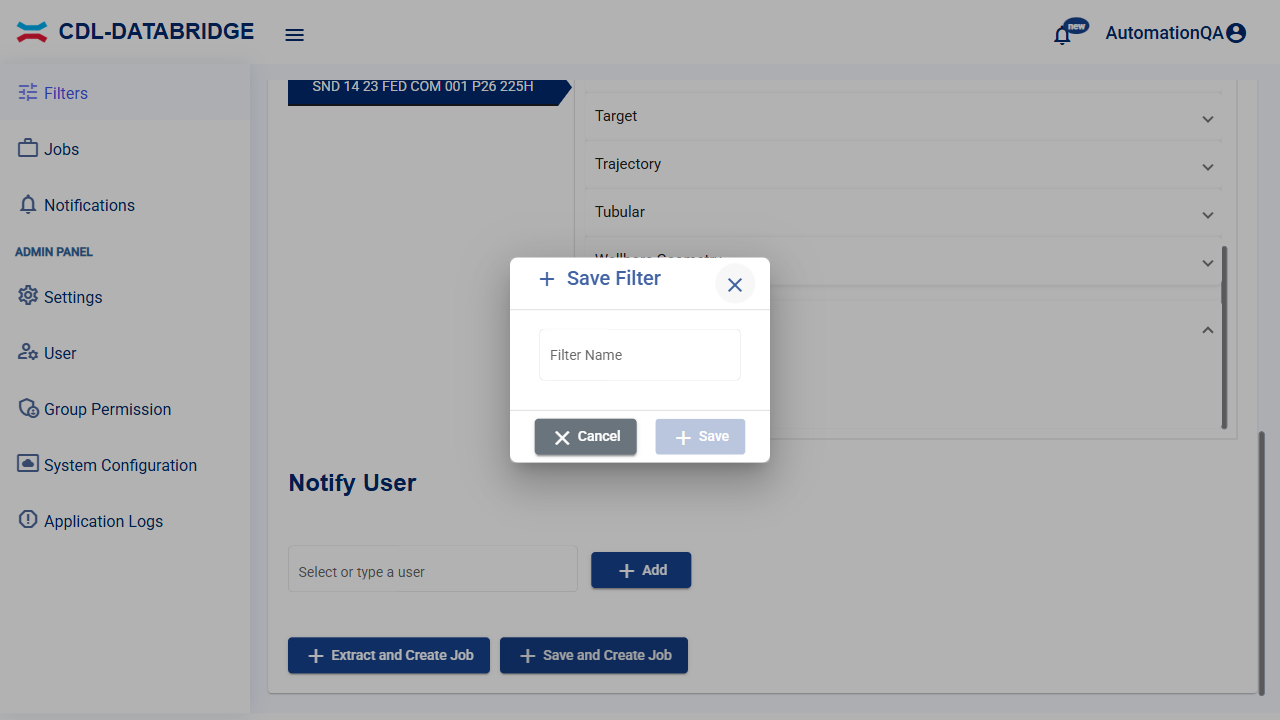 CDL-DATABRIDGE
new
AutomationQA
Filters
Jobs
Notifications
ADMIN PANEL
Settings
User
Group Permission
System Configuration
Application Logs
SND 14 23 FED COM 001 P26 225H
Target
Trajectory
Tubular
Wellbore Geometry
Save Filter
Filter Name
Cancel
Save
Notify User
Select or type a user
Add
Extract and Create Job
Save and Create Job